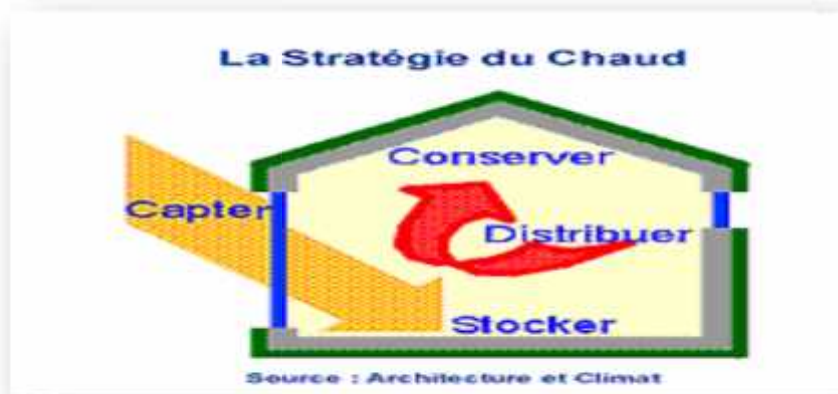 La Stratégie du Chaud
Conserver
Capter
Distribuer
Stocker
Source : Architecture et Climat